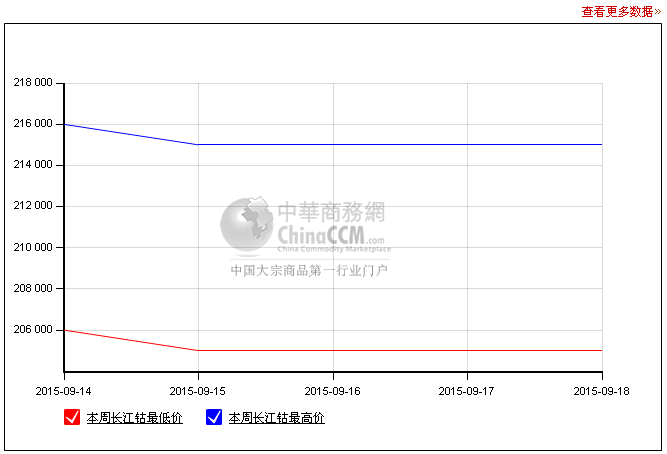 查看更多数据»
218 000
216 000
214 000
212 000
210 000
208 000
206 000
中華商務網
ChinaCCM.com
China Commodity Marketplace
中国大宗商品第一行业门户
2015-09-14 2015-09-15 2015-09-16 2015-09-17 2015-09-18
本周长江钴最低价 本周长江钴最高价